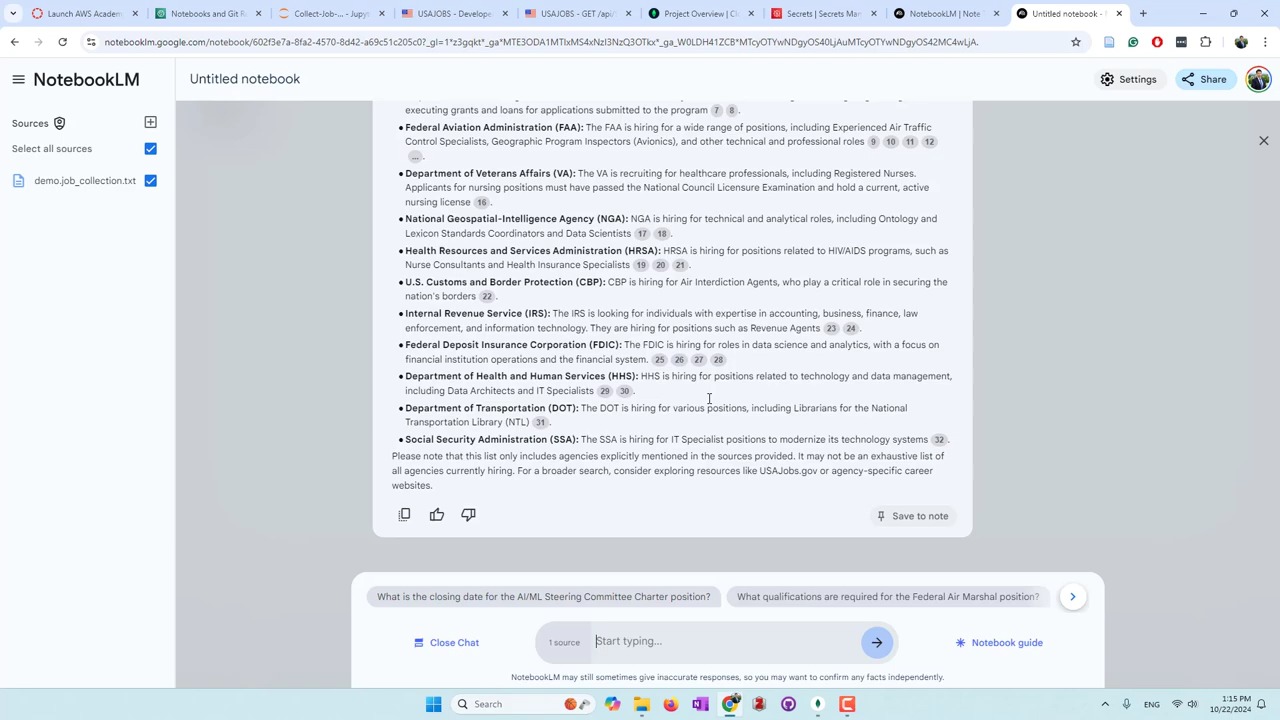 Launch AWS Academ
Notebooks and Git R
Colle
- Jupyt
USAJOBS - Develope
USAJOBS - GET /api/
Project Overview | Cl
Secrets | Secrets Mar
NotebookLM | Note
Untitled notebook -
notebooklm.google.com/notebook/602f3e7a-8fa2-4570-8d42-a69c51c205c0?_gl=1*z3gqkt*_ga*MTE3ODA1MTIxMS4xNzI3NzQ3OTkx*_ga_W0LDH41ZCB*MTcyOTYwNDgyOS40LjAuMTcyOTYwNDgyOS42MC4wLjA.
NotebookLM
Untitled notebook
Settings
Share
Sources
Select all sources
demo.job_collection.txt
executing grants and loans for applications submitted to the program 7 8.
• Federal Aviation Administration (FAA): The FAA is hiring for a wide range of positions, including Experienced Air Traffic
Control Specialists, Geographic Program Inspectors (Avionics), and other technical and professional roles 9 10 11 12
... .
• Department of Veterans Affairs (VA): The VA is recruiting for healthcare professionals, including Registered Nurses.
Applicants for nursing positions must have passed the National Council Licensure Examination and hold a current, active
nursing license 16.
• National Geospatial-Intelligence Agency (NGA): NGA is hiring for technical and analytical roles, including Ontology and
Lexicon Standards Coordinators and Data Scientists 17 18.
• Health Resources and Services Administration (HRSA): HRSA is hiring for positions related to HIV/AIDS programs, such as
Nurse Consultants and Health Insurance Specialists 19 20 21.
• U.S. Customs and Border Protection (CBP): CBP is hiring for Air Interdiction Agents, who play a critical role in securing the
nation's borders 22.
• Internal Revenue Service (IRS): The IRS is looking for individuals with expertise in accounting, business, finance, law
enforcement, and information technology. They are hiring for positions such as Revenue Agents 23 24.
• Federal Deposit Insurance Corporation (FDIC): The FDIC is hiring for roles in data science and analytics, with a focus on
financial institution operations and the financial system. 25 26 27 28
• Department of Health and Human Services (HHS): HHS is hiring for positions related to technology and data management,
including Data Architects and IT Specialists 29 30.
• Department of Transportation (DOT): The DOT is hiring for various positions, including Librarians for the National
Transportation Library (NTL) 31.
• Social Security Administration (SSA): The SSA is hiring for IT Specialist positions to modernize its technology systems 32.
Please note that this list only includes agencies explicitly mentioned in the sources provided. It may not be an exhaustive list
of all agencies currently hiring. For a broader search, consider exploring resources like USAJobs.gov or agency-specific career
websites.
Save to note
What is the closing date for the AI/ML Steering Committee Charter position?
What qualifications are required for the Federal Air Marshal position?
Close Chat
1 source
Start typing...
Notebook guide
NotebookLM may still sometimes give inaccurate responses, so you may want to confirm any facts independently.
Search
ENG
1:15 PM
10/22/2024